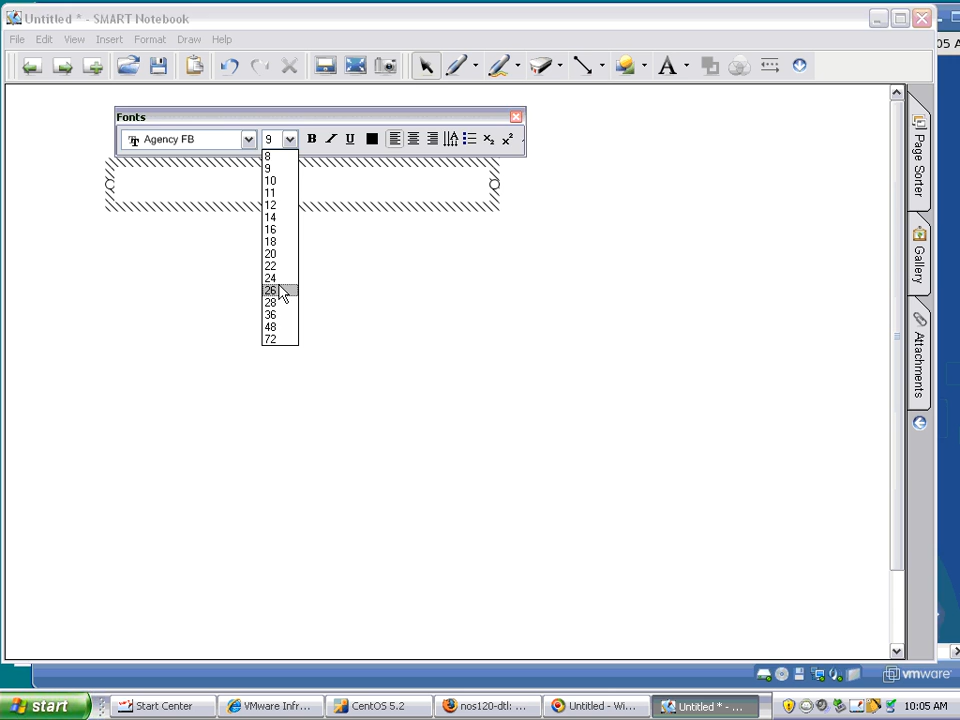 Untitled * - SMART Notebook
05 A
File Edit View Insert Format Draw Help
Fonts
Agency FB 9 B I U
8
9
10
11
12
14
16
18
20
22
24
26
28
36
48
72
Page Sorter
Gallery
Attachments
vmware
start Start Center VMware Infr... CentOS 5.2 nos120-dtl: ... Untitled - Wi... Untitled * - ... 10:05 AM